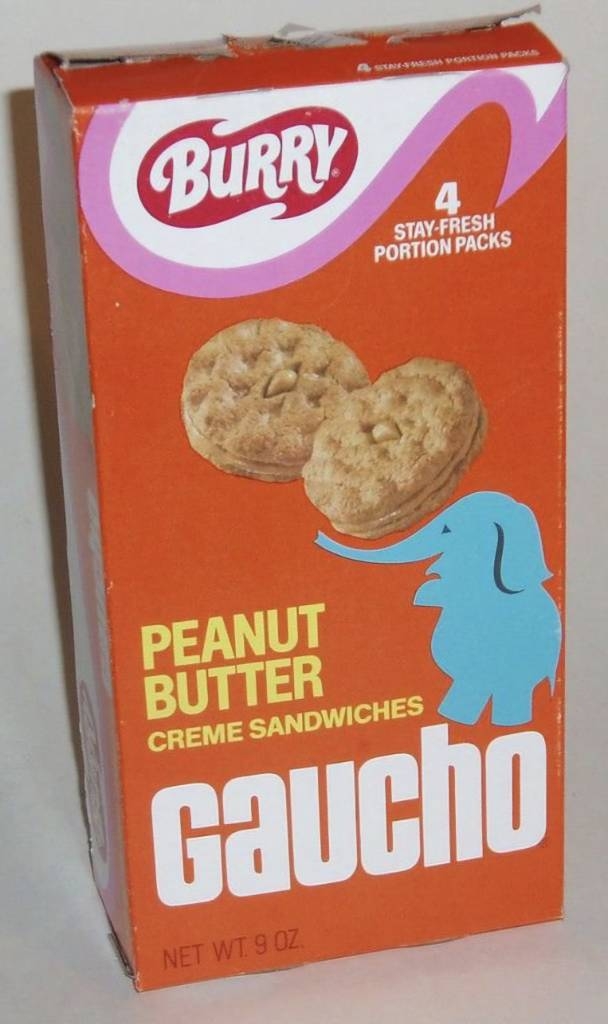 4 STAY-FRESH PORTION PACKS
BURRY®
4
STAY-FRESH
PORTION PACKS
PEANUT
BUTTER
CREME SANDWICHES
Gaucho
NET WT. 9 OZ.